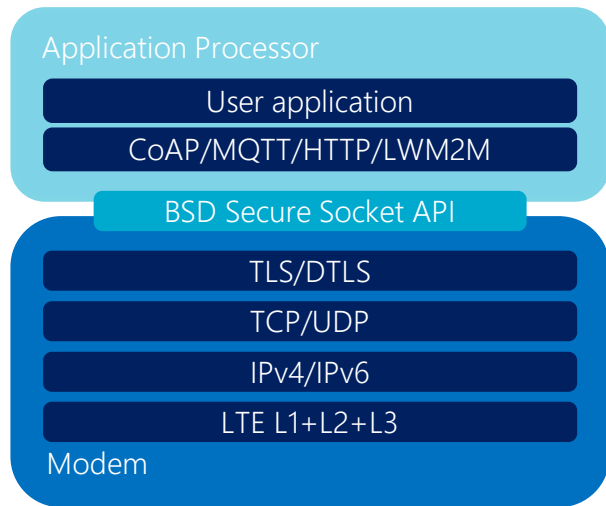 Application Processor
User application
CoAP/MQTT/HTTP/LWM2M
BSD Secure Socket API
TLS/DTLS
TCP/UDP
IPv4/IPv6
LTE L1+L2+L3
Modem